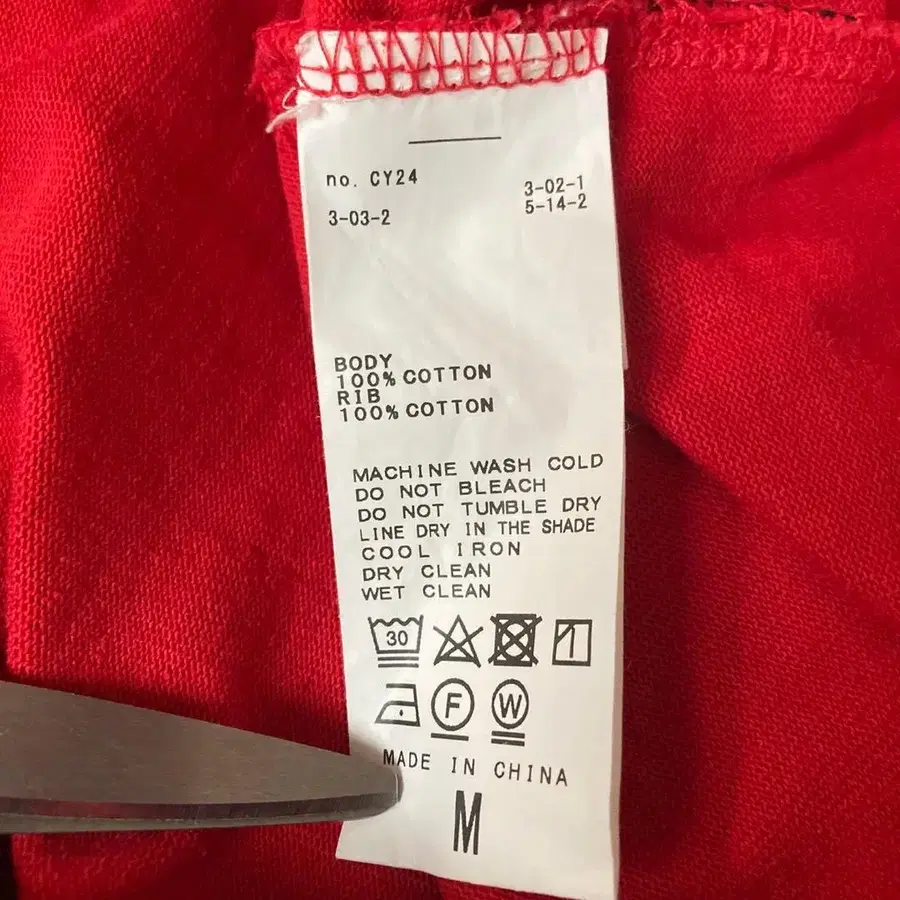 no. CY24
3-02-1
3-03-2
5-14-2
BODY
100% COTTON
RIB
100% COTTON
MACHINE WASH COLD
DO NOT BLEACH
DO NOT TUMBLE DRY
LINE DRY IN THE SHADE
COOL IRON
DRY CLEAN
WET CLEAN
30
F
W
MADE IN CHINA
M